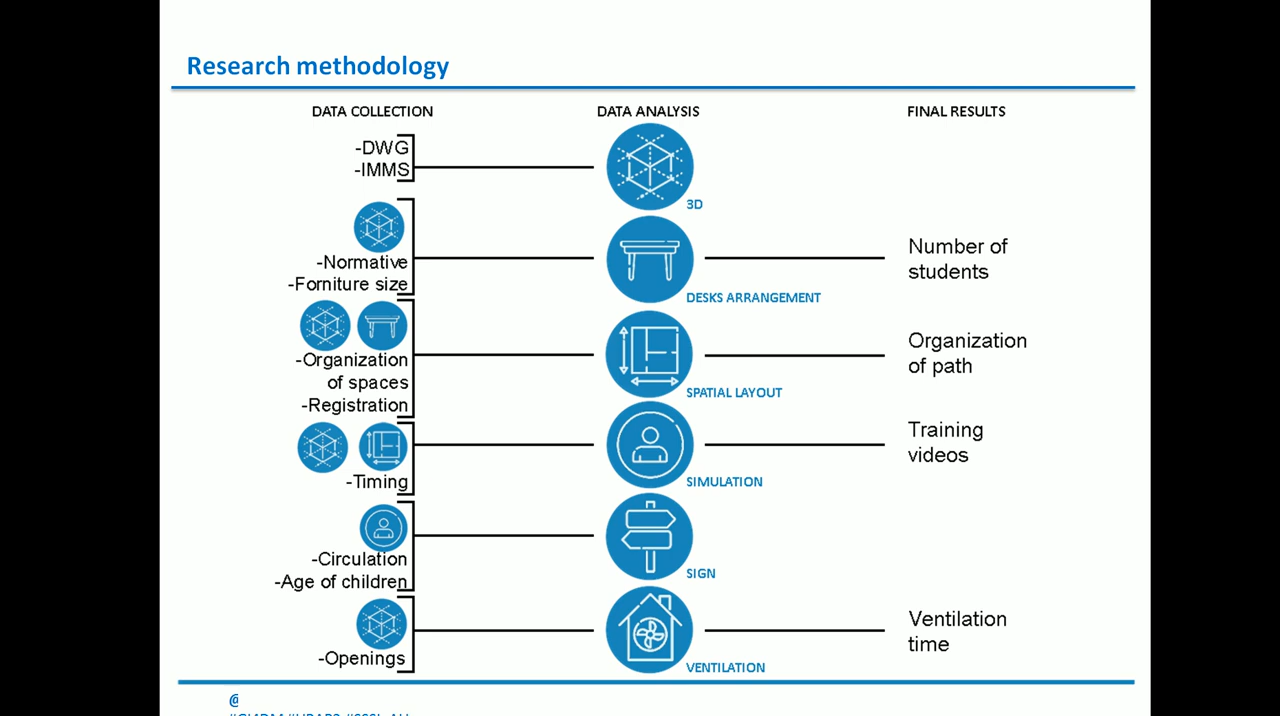 Research methodology
DATA COLLECTION
DATA ANALYSIS
FINAL RESULTS
-DWG
-IMMS
3D
-Normative
-Forniture size
DESKS ARRANGEMENT
Number of
students
-Organization
of spaces
-Registration
SPATIAL LAYOUT
Organization
of path
-Timing
SIMULATION
Training
videos
-Circulation
-Age of children
SIGN
-Openings
VENTILATION
Ventilation
time
@